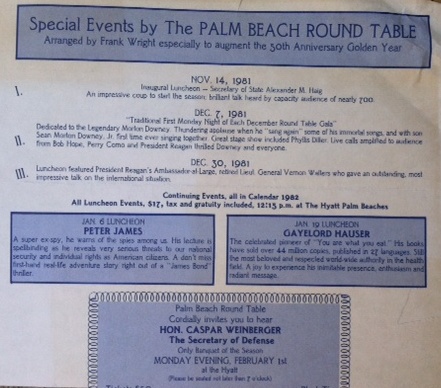 Special Events by The PALM BEACH ROUND TABLE
Arranged by Frank Wright especially to augment the 50th Anniversary Golden Year
NOV. 14, 1981
I. Inaugural Luncheon – Secretary of State Alexander M. Haig
An impressive coup to start the season; brilliant talk heard by capacity audience of nearly 700.
DEC. 7, 1981
"Traditional First Monday Night of Each December Round Table Gala"
II. Dedicated to the Legendary Morton Downey. Thundering applause when he "sang again" some of his immortal songs, and with son
Sean Morton Downey, Jr. first time ever singing together. Great stage show included Phyllis Diller. Live calls amplified to audience
from Bob Hope, Perry Como and President Reagan thrilled Downey and everyone.
DEC. 30, 1981
III. Luncheon featured President Reagan's Ambassador-at-Large, retired Lieut. General Vernon Walters who gave an outstanding, most
impressive talk on the international situation.
Continuing Events, all in Calendar 1982
All Luncheon Events, $17, tax and gratuity included, 12:15 p.m. at The Hyatt Palm Beaches
JAN. 6 LUNCHEON
PETER JAMES
A super ex-spy, he warns of the spies among us. His lecture is
spellbinding as he reveals very serious threats to our national
security and individual rights as American citizens. A don't miss
first-hand real-life adventure story right out of a "James Bond"
thriller.
JAN. 19 LUNCHEON
GAYELORD HAUSER
The celebrated pioneer of "You are what you eat." His books
have sold over 44 million copies, published in 27 languages. Still
the most beloved and respected world-wide authority in the health
field. A joy to experience his inimitable presence, enthusiasm and
radiant message.
Palm Beach Round Table
Cordially invites you to hear
HON. CASPAR WEINBERGER
The Secretary of Defense
Only Banquet of the Season
MONDAY EVENING, FEBRUARY 1st
at the Hyatt
(Please be seated not later than 7 o'clock)